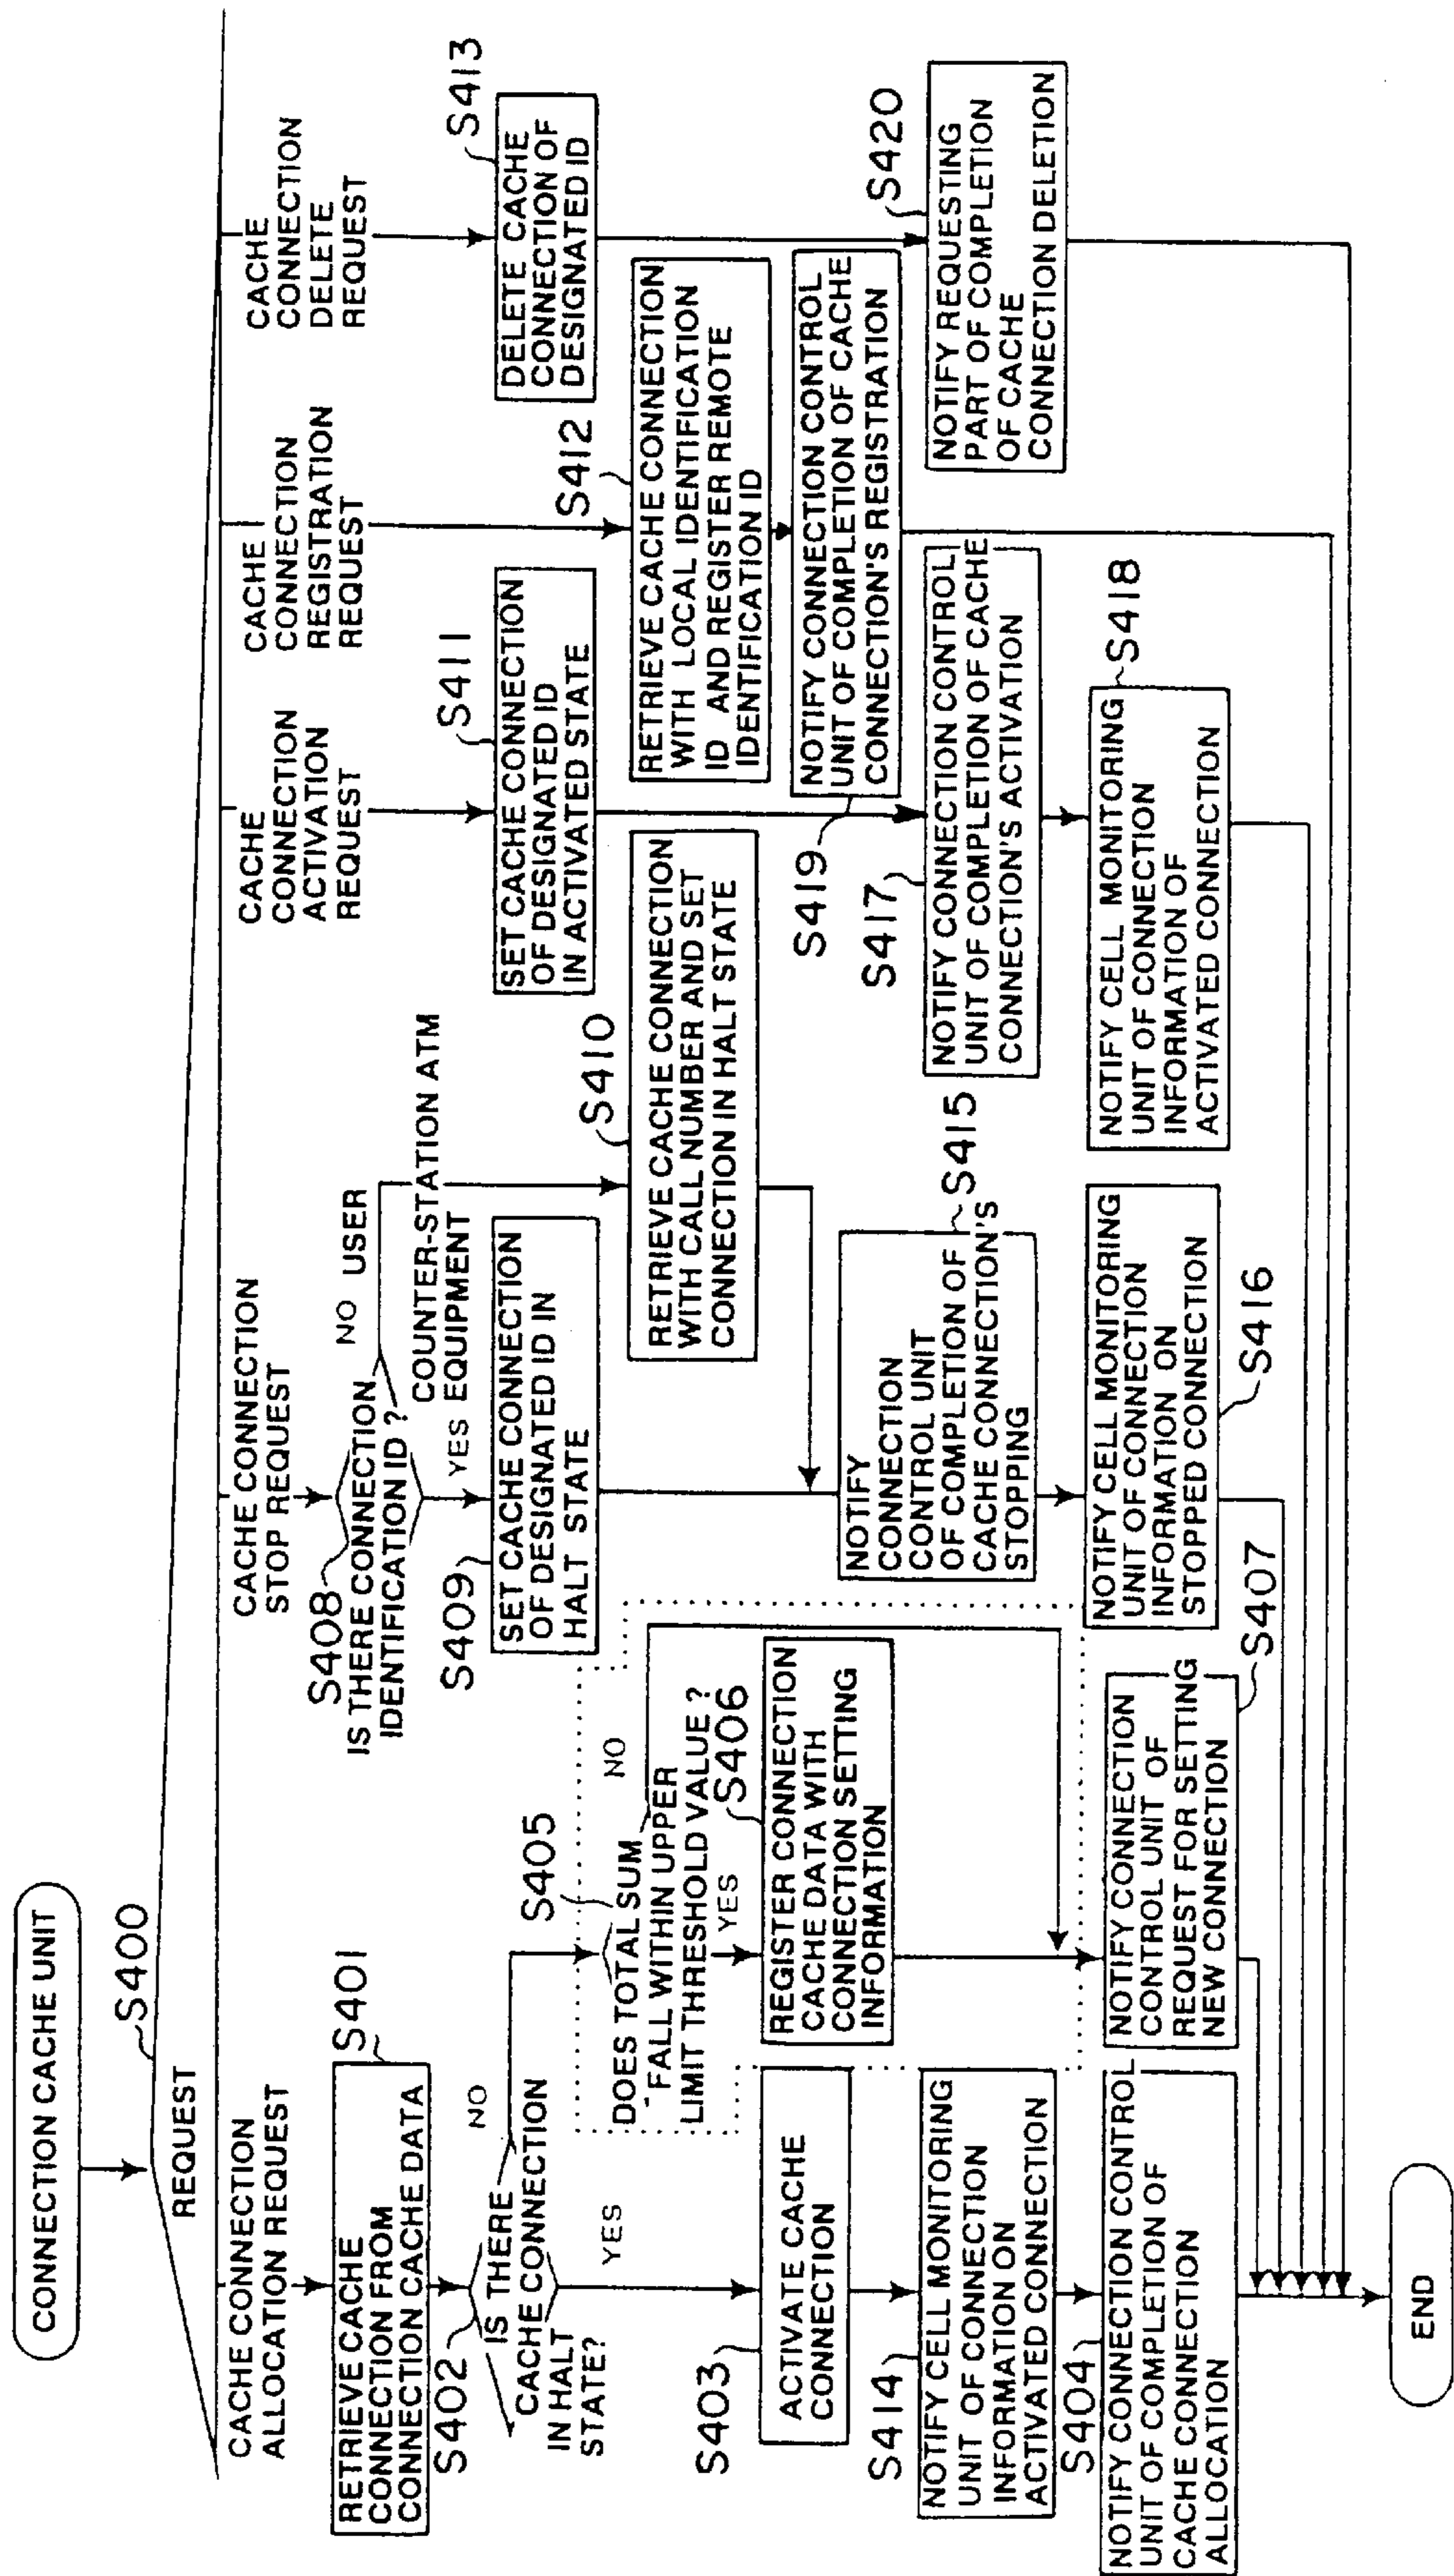 CONNECTION CACHE UNIT
S400
REQUEST
CACHE CONNECTION
ALLOCATION REQUEST
S401
RETRIEVE CACHE
CONNECTION FROM
CONNECTION CACHE DATA
S402
IS THERE
CACHE CONNECTION
IN HALT
STATE?
NO
YES
S403
ACTIVATE CACHE
CONNECTION
S414
NOTIFY CELL MONITORING
UNIT OF CONNECTION
INFORMATION ON
ACTIVATED CONNECTION
S404
NOTIFY CONNECTION CONTROL
UNIT OF COMPLETION OF
CACHE CONNECTION
ALLOCATION
S405
DOES TOTAL SUM
FALL WITHIN UPPER
LIMIT THRESHOLD VALUE ?
NO
YES
S406
REGISTER CONNECTION
CACHE DATA WITH
CONNECTION SETTING
INFORMATION
S407
NOTIFY CONNECTION
CONTROL UNIT OF
REQUEST FOR SETTING
NEW CONNECTION
CACHE CONNECTION
STOP REQUEST
S408
IS THERE CONNECTION
IDENTIFICATION ID ?
NO USER
COUNTER-STATION ATM
YES EQUIPMENT
S409
SET CACHE CONNECTION
OF DESIGNATED ID IN
HALT STATE
S410
RETRIEVE CACHE CONNECTION
WITH CALL NUMBER AND SET
CONNECTION IN HALT STATE
S415
NOTIFY
CONNECTION
CONTROL UNIT
OF COMPLETION OF
CACHE CONNECTION'S
STOPPING
S416
NOTIFY CELL MONITORING
UNIT OF CONNECTION
INFORMATION ON
STOPPED CONNECTION
CACHE
CONNECTION
ACTIVATION
REQUEST
S411
SET CACHE CONNECTION
OF DESIGNATED ID
IN ACTIVATED STATE
S417
NOTIFY CONNECTION CONTROL
UNIT OF COMPLETION OF CACHE
CONNECTION'S ACTIVATION
S418
NOTIFY CELL MONITORING
UNIT OF CONNECTION
INFORMATION OF
ACTIVATED CONNECTION
CACHE
CONNECTION
REGISTRATION
REQUEST
S412
RETRIEVE CACHE CONNECTION
WITH LOCAL IDENTIFICATION
ID AND REGISTER REMOTE
IDENTIFICATION ID
S419
NOTIFY CONNECTION CONTROL
UNIT OF COMPLETION OF CACHE
CONNECTION'S REGISTRATION
CACHE
CONNECTION
DELETE
REQUEST
S413
DELETE CACHE
CONNECTION OF
DESIGNATED ID
S420
NOTIFY REQUESTING
PART OF COMPLETION
OF CACHE
CONNECTION DELETION
END